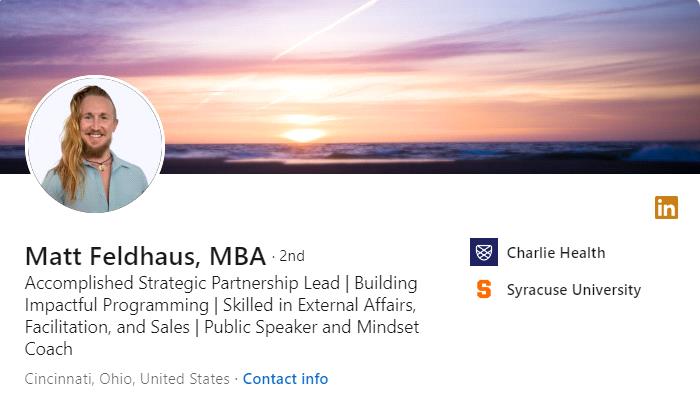 in
Matt Feldhaus, MBA · 2nd
Accomplished Strategic Partnership Lead | Building
Impactful Programming | Skilled in External Affairs,
Facilitation, and Sales | Public Speaker and Mindset
Coach
Cincinnati, Ohio, United States · Contact info
Charlie Health
S Syracuse University